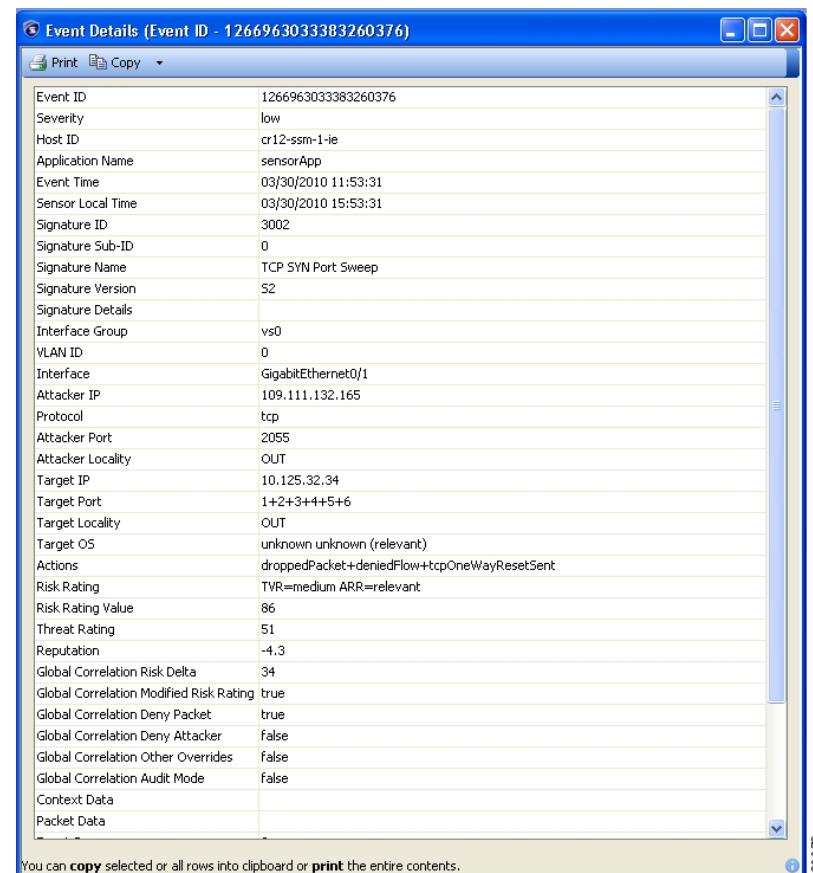 Event Details (Event ID - 1266963033383260376)
Print Copy
Event ID 1266963033383260376
Severity low
Host ID cr12-ssm-1-ie
Application Name sensorApp
Event Time 03/30/2010 11:53:31
Sensor Local Time 03/30/2010 15:53:31
Signature ID 3002
Signature Sub-ID 0
Signature Name TCP SYN Port Sweep
Signature Version S2
Signature Details
Interface Group vs0
VLAN ID 0
Interface GigabitEthernet0/1
Attacker IP 109.111.132.165
Protocol tcp
Attacker Port 2055
Attacker Locality OUT
Target IP 10.125.32.34
Target Port 1+2+3+4+5+6
Target Locality OUT
Target OS unknown unknown (relevant)
Actions droppedPacket+deniedFlow+tcpOneWayResetSent
Risk Rating TVR=medium ARR=relevant
Risk Rating Value 86
Threat Rating 51
Reputation -4.3
Global Correlation Risk Delta 34
Global Correlation Modified Risk Rating true
Global Correlation Deny Packet true
Global Correlation Deny Attacker false
Global Correlation Other Overrides false
Global Correlation Audit Mode false
Context Data
Packet Data
You can copy selected or all rows into clipboard or print the entire contents.